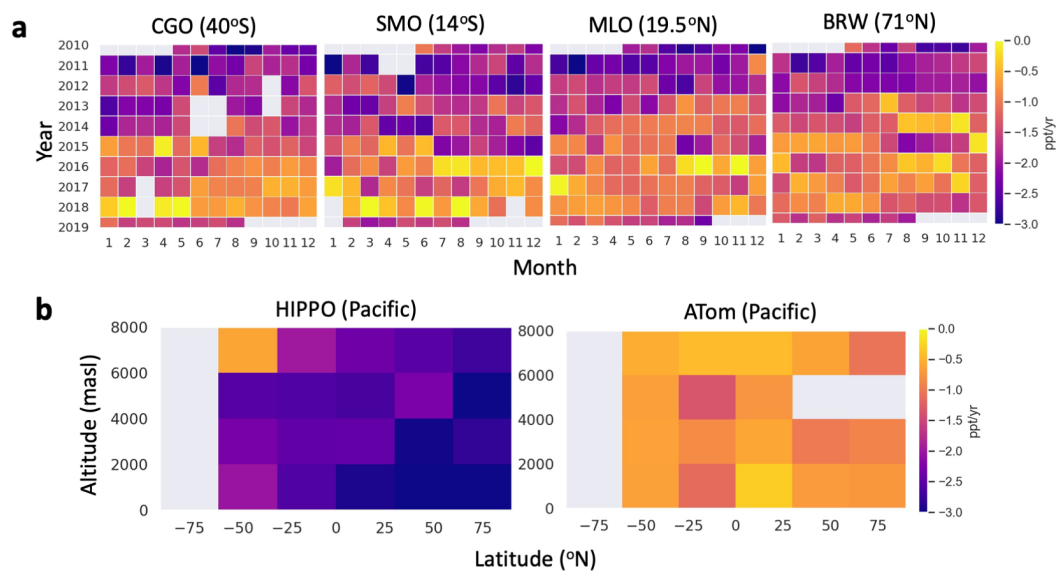 a
CGO (40°S) SMO (14°S) MLO (19.5°N) BRW (71°N)
2010
2011
2012
2013
2014
2015
2016
2017
2018
2019
Year
0.0
−0.5
−1.0
−1.5
−2.0
−2.5
−3.0
ppt/yr
1 2 3 4 5 6 7 8 9 10 11 12 1 2 3 4 5 6 7 8 9 10 11 12 1 2 3 4 5 6 7 8 9 10 11 12 1 2 3 4 5 6 7 8 9 10 11 12
Month
b
HIPPO (Pacific) ATom (Pacific)
8000
6000
4000
2000
0
Altitude (masl)
8000
6000
4000
2000
0
0.0
−0.5
−1.0
−1.5
−2.0
−2.5
−3.0
ppt/yr
−75 −50 −25 0 25 50 75 −75 −50 −25 0 25 50 75
Latitude (°N)